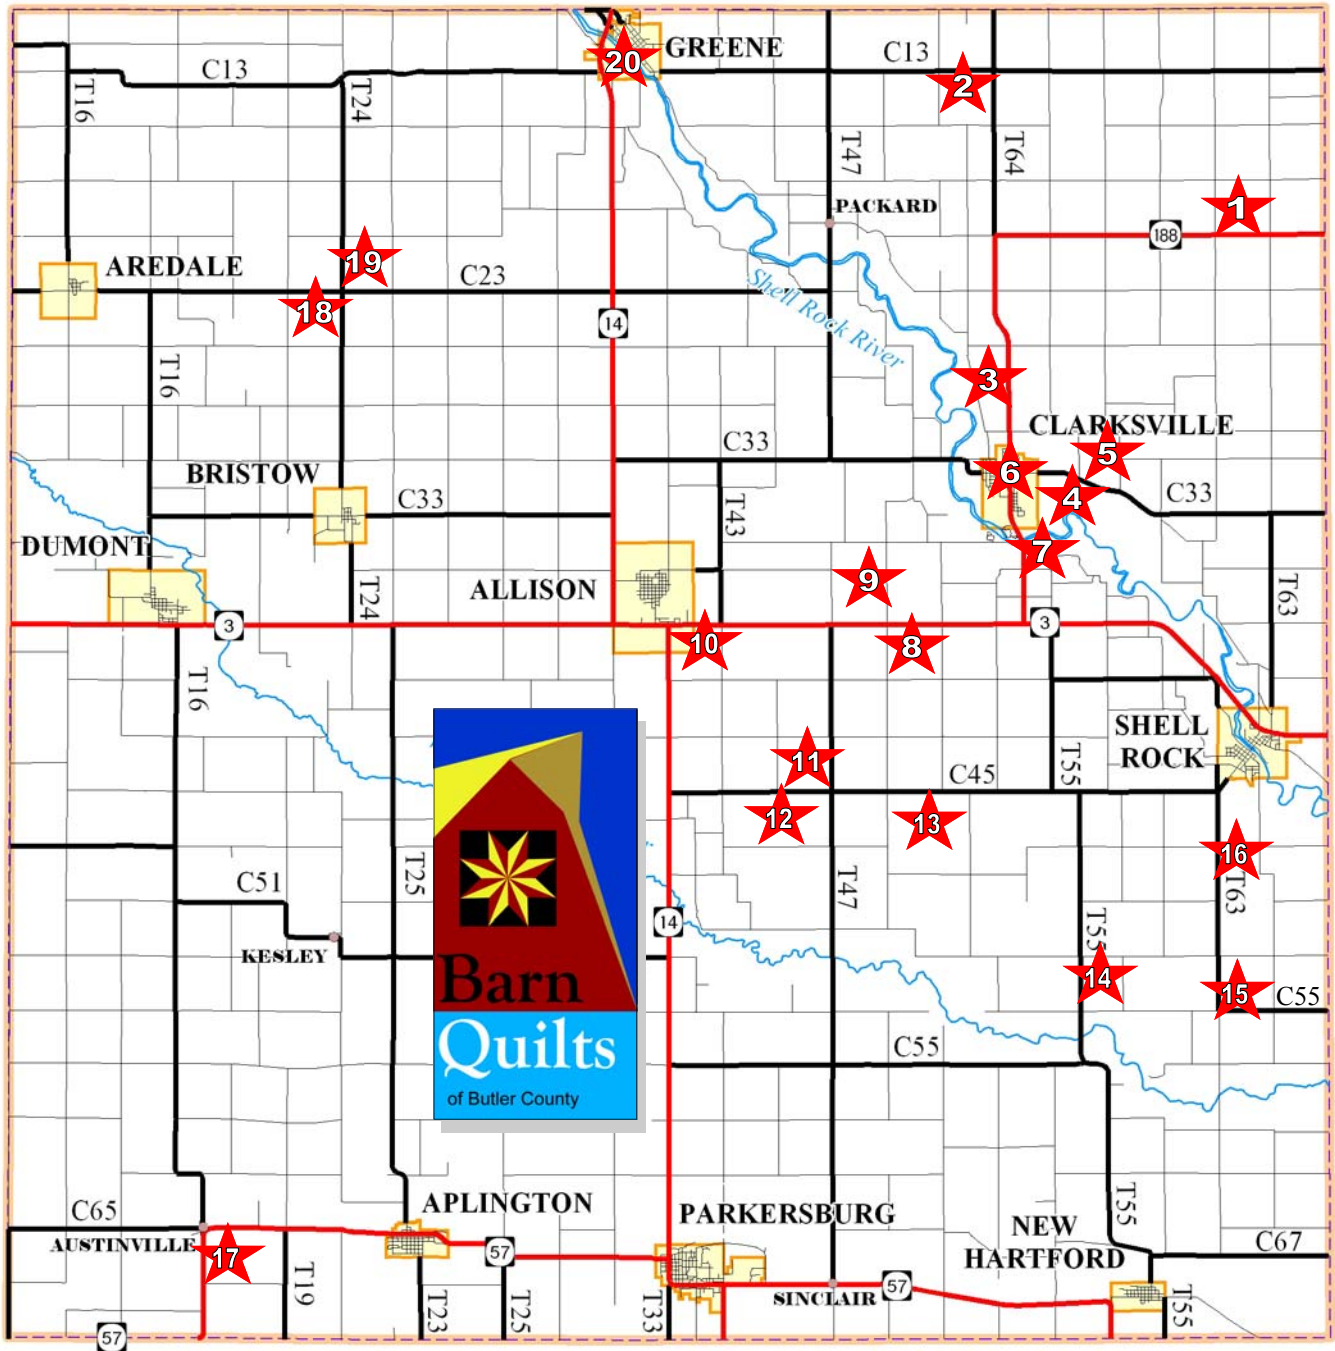 GREENE
20
C13
C13
2
T16
T24
T47
T64
PACKARD
1
188
AREDALE
19
C23
18
Shell Rock River
14
T16
3
CLARKSVILLE
C33
5
BRISTOW
6
C33
4
C33
T43
DUMONT
7
ALLISON
9
T24
T63
3
3
10
8
T16
SHELL
ROCK
11
T55
C45
12
13
T25
16
C51
T47
T63
14
T55
KESLEY
14
15
C55
Barn
Quilts
of Butler County
C55
APLINGTON
PARKERSBURG
T55
C65
NEW
HARTFORD
AUSTINVILLE
17
57
C67
T19
57
SINCLAIR
T23
T25
T33
T55
57